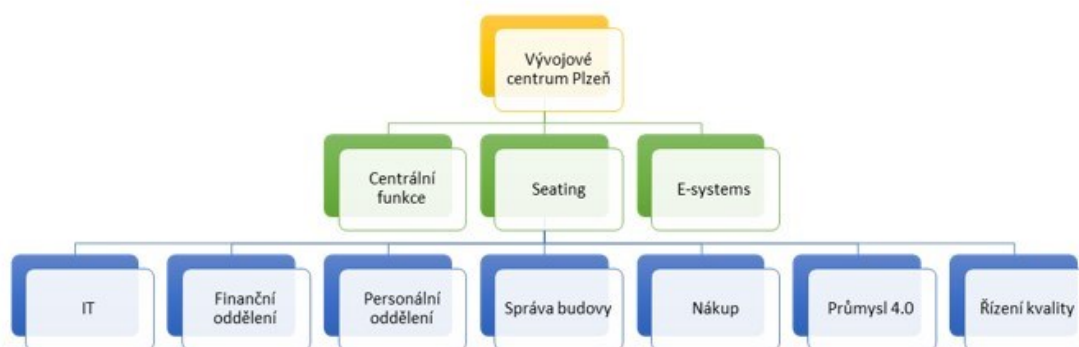 Vývojové
centrum Plzeň
Centrální
funkce
Seating
E-systems
IT
Finanční
oddělení
Personální
oddělení
Správa budovy
Nákup
Průmysl 4.0
Řízení kvality